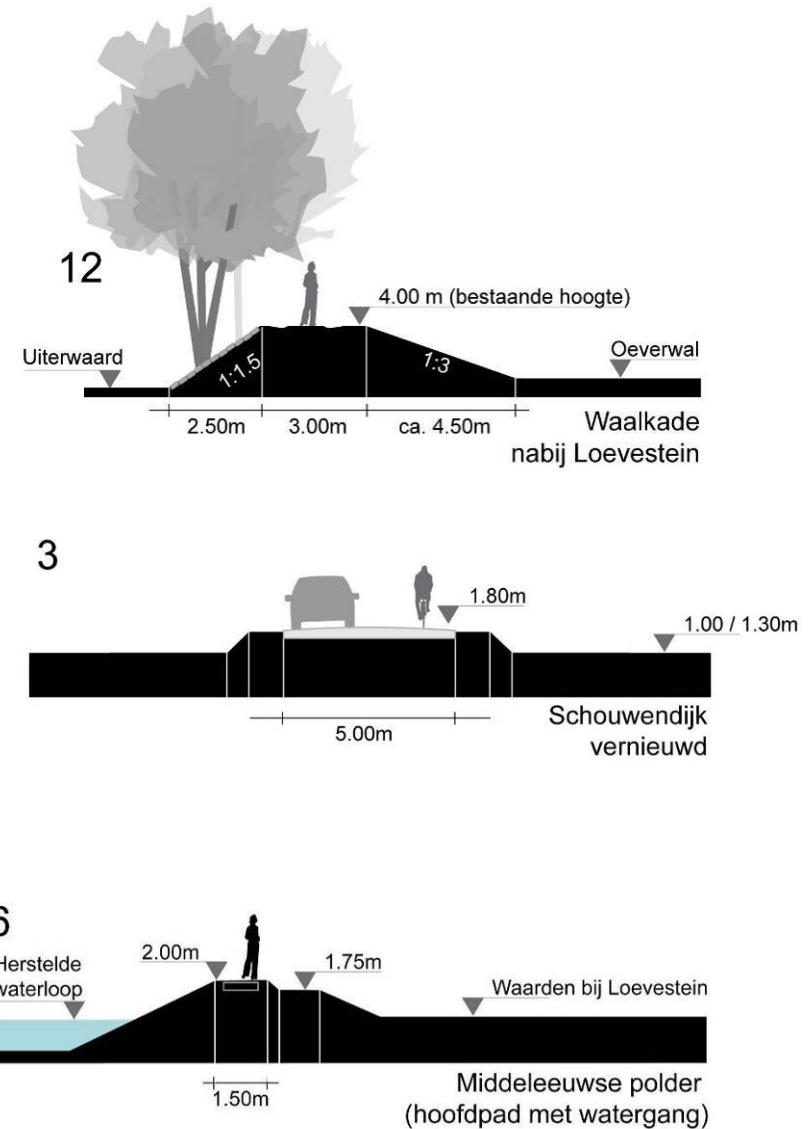 12
4.00 m (bestaande hoogte)
Uiterwaard
1:1.5
1:3
Oeverwal
2.50m
3.00m
ca. 4.50m
Waalkade
nabij Loevestein
3
1.80m
1.00 / 1.30m
5.00m
Schouwendijk
vernieuwd
6
Herstelde
waterloop
2.00m
1.75m
Waarden bij Loevestein
1.50m
Middeleeuwse polder
(hoofdpad met watergang)